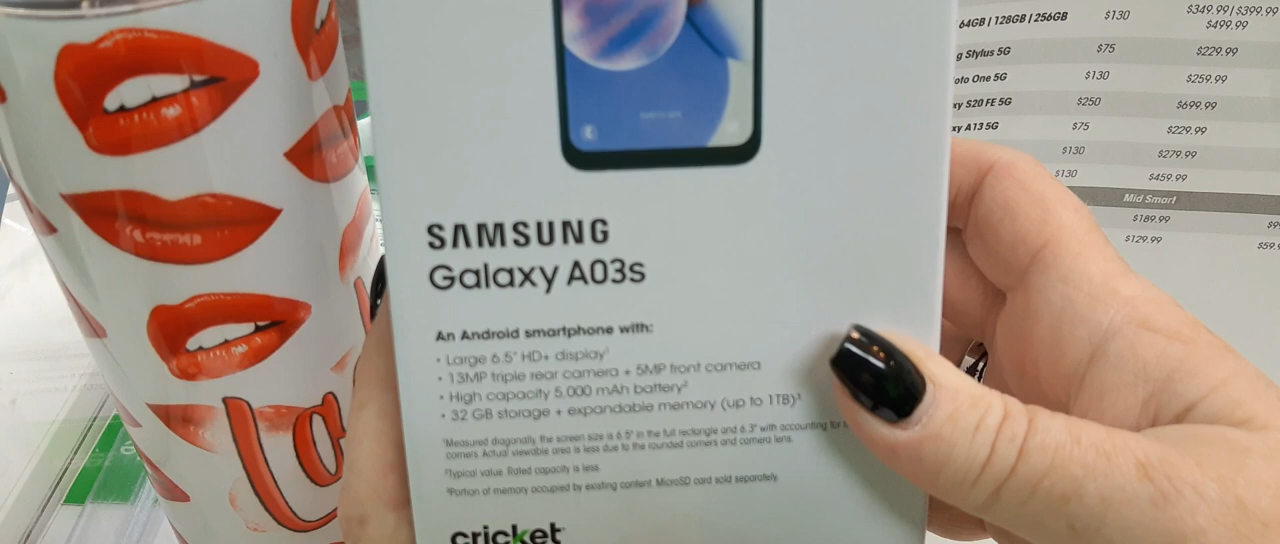 SAMSUNG
Galaxy A03s
An Android smartphone with:
• Large 6.5" HD+ display¹
• 13MP triple rear camera + 5MP front camera
• High capacity 5,000 mAh battery²
• 32 GB storage + expandable memory (up to 1TB)³
¹Measured diagonally, the screen size is 6.5" in the full rectangle and 6.3" with accounting for
corners. Actual viewable area is less due to the rounded corners and camera lens.
²Typical value. Rated capacity is less
³Portion of memory occupied by existing content. MicroSD card sold separately.
cricket
Lo
64GB | 128GB | 256GB $130 $349.99 | $399.99
$499.99
g Stylus 5G $75 $229.99
oto One 5G $130 $259.99
xy S20 FE 5G $250 $699.99
xy A13 5G $75 $229.99
$130 $279.99
$130 $459.99
Mid Smart
$189.99 $9
$129.99 $59.